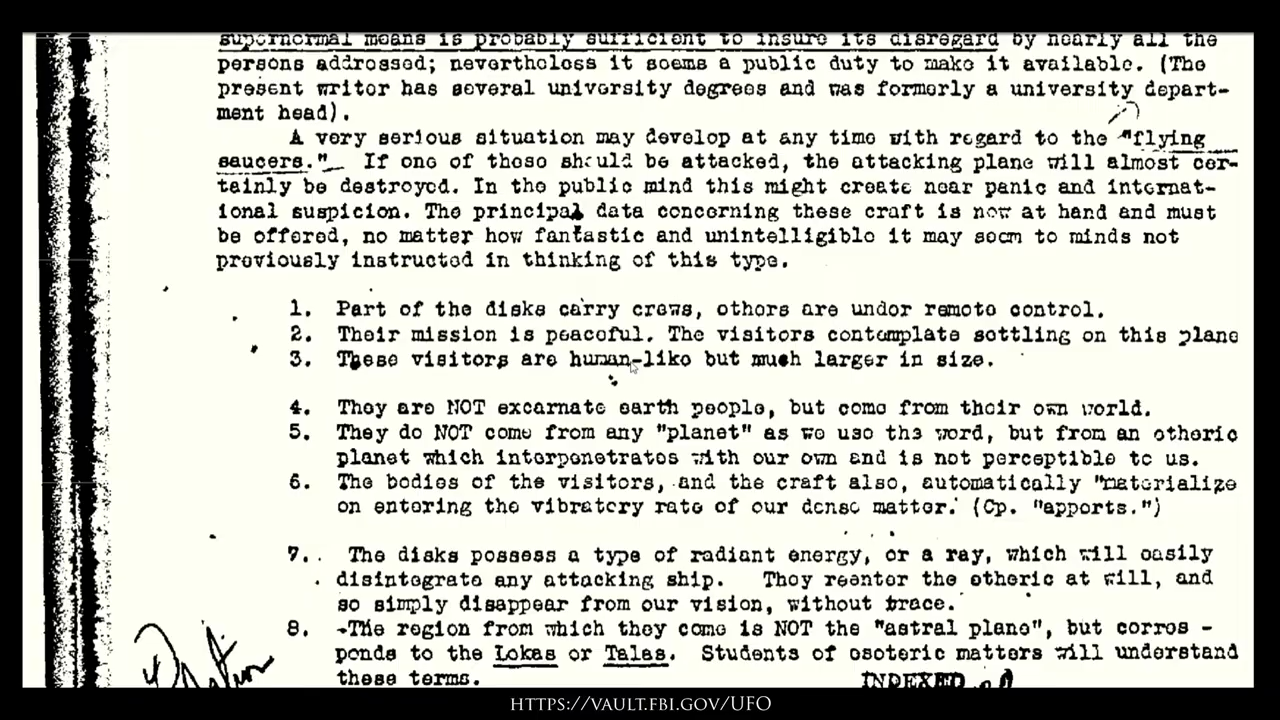 supernormal means is probably sufficient to insure its disregard by nearly all the
persons addressed; nevertheless it seems a public duty to make it available. (The
present writer has several university degrees and was formerly a university depart-
ment head).
A very serious situation may develop at any time with regard to the "flying
saucers." If one of these should be attacked, the attacking plane will almost cer-
tainly be destroyed. In the public mind this might create near panic and internat-
ional suspicion. The principal data concerning these craft is now at hand and must
be offered, no matter how fantastic and unintelligible it may seem to minds not
previously instructed in thinking of this type.
1. Part of the disks carry crews, others are under remote control.
2. Their mission is peaceful. The visitors contemplate settling on this plane
3. These visitors are human-like but much larger in size.
4. They are NOT excarnate earth people, but come from their own world.
5. They do NOT come from any "planet" as we use the word, but from an etheric
planet which interpenetrates with our own and is not perceptible to us.
6. The bodies of the visitors, and the craft also, automatically "materialize
on entering the vibratory rate of our dense matter. (Cp. "apports.")
7. The disks possess a type of radiant energy, or a ray, which will easily
disintegrate any attacking ship. They reenter the etheric at will, and
so simply disappear from our vision, without trace.
8. The region from which they come is NOT the "astral plane", but corres -
ponds to the Lokas or Talas. Students of esoteric matters will understand
these terms.
INDEXED
HTTPS://VAULT.FBI.GOV/UFO